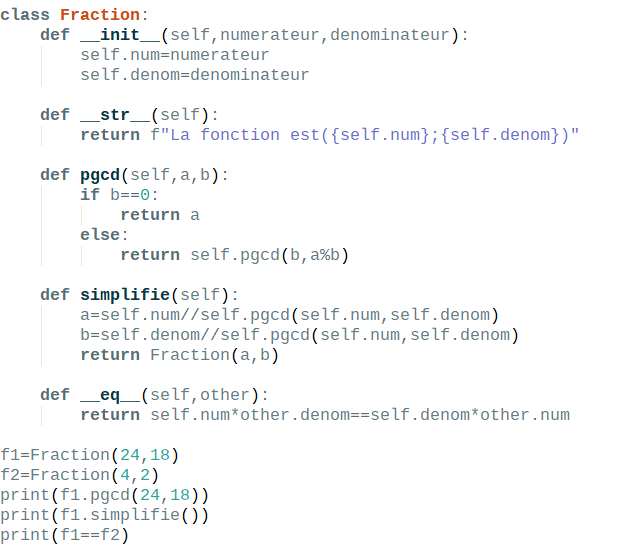 class Fraction:
    def __init__(self,numerateur,denominateur):
        self.num=numerateur
        self.denom=denominateur

    def __str__(self):
        return f"La fonction est({self.num};{self.denom})"

    def pgcd(self,a,b):
        if b==0:
            return a
        else:
            return self.pgcd(b,a%b)

    def simplifie(self):
        a=self.num//self.pgcd(self.num,self.denom)
        b=self.denom//self.pgcd(self.num,self.denom)
        return Fraction(a,b)

    def __eq__(self,other):
        return self.num*other.denom==self.denom*other.num

f1=Fraction(24,18)
f2=Fraction(4,2)
print(f1.pgcd(24,18))
print(f1.simplifie())
print(f1==f2)